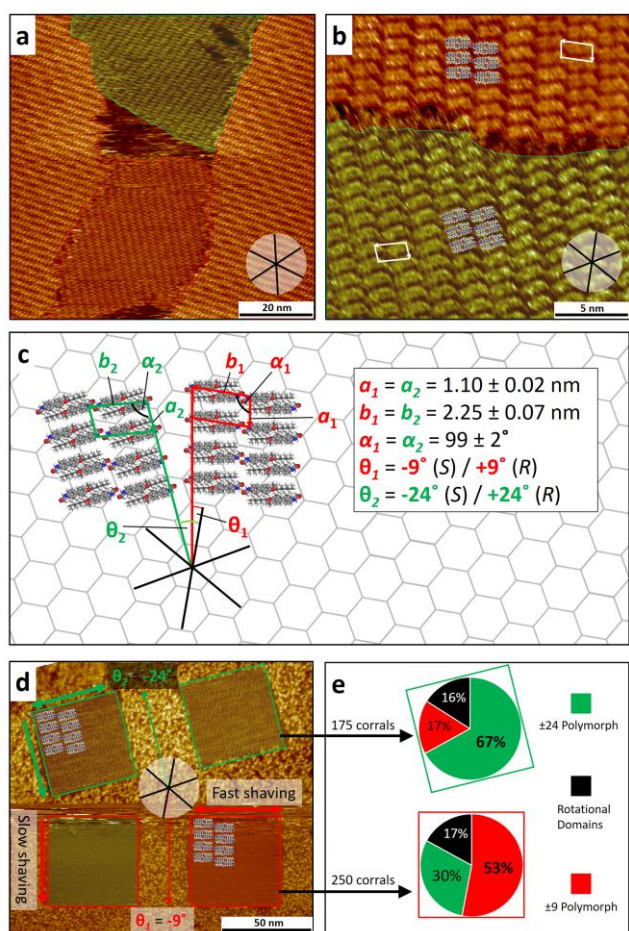 a
20 nm
b
5 nm
c
b2
α2
a2
b1
α1
a1
θ2
θ1
a1 = a2 = 1.10 ± 0.02 nm
b1 = b2 = 2.25 ± 0.07 nm
α1 = α2 = 99 ± 2°
θ1 = -9° (S) / +9° (R)
θ2 = -24° (S) / +24° (R)
d
θ2 = -24°
Fast shaving
Slow shaving
θ1 = -9°
50 nm
e
175 corrals
16%
17%
67%
250 corrals
17%
30%
53%
±24 Polymorph
Rotational
Domains
±9 Polymorph